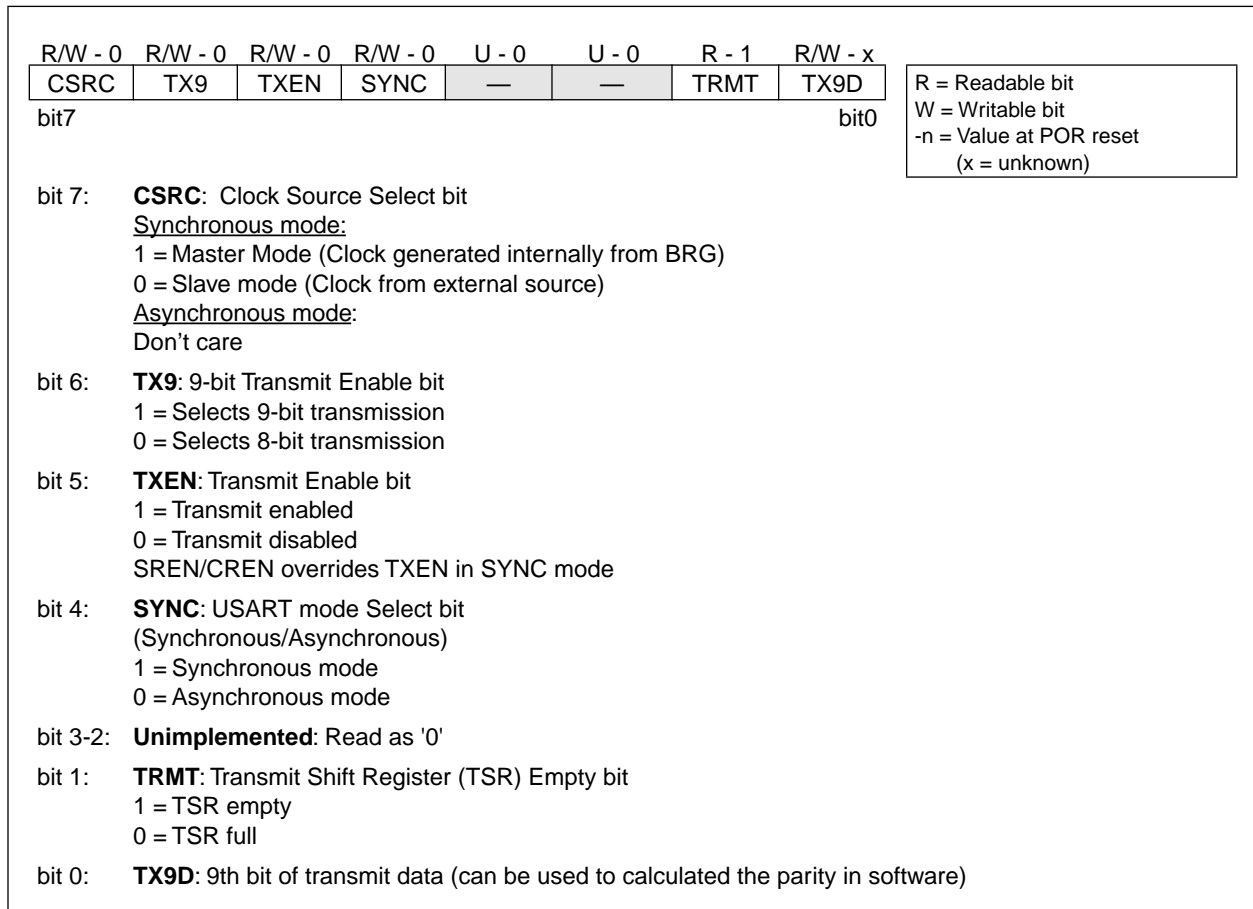 R/W - 0 R/W - 0 R/W - 0 R/W - 0 U - 0 U - 0 R - 1 R/W - x
CSRC TX9 TXEN SYNC — — TRMT TX9D
bit7 bit0
R = Readable bit
W = Writable bit
-n = Value at POR reset
(x = unknown)
bit 7: CSRC: Clock Source Select bit
Synchronous mode:
1 = Master Mode (Clock generated internally from BRG)
0 = Slave mode (Clock from external source)
Asynchronous mode:
Don't care
bit 6: TX9: 9-bit Transmit Enable bit
1 = Selects 9-bit transmission
0 = Selects 8-bit transmission
bit 5: TXEN: Transmit Enable bit
1 = Transmit enabled
0 = Transmit disabled
SREN/CREN overrides TXEN in SYNC mode
bit 4: SYNC: USART mode Select bit
(Synchronous/Asynchronous)
1 = Synchronous mode
0 = Asynchronous mode
bit 3-2: Unimplemented: Read as '0'
bit 1: TRMT: Transmit Shift Register (TSR) Empty bit
1 = TSR empty
0 = TSR full
bit 0: TX9D: 9th bit of transmit data (can be used to calculated the parity in software)